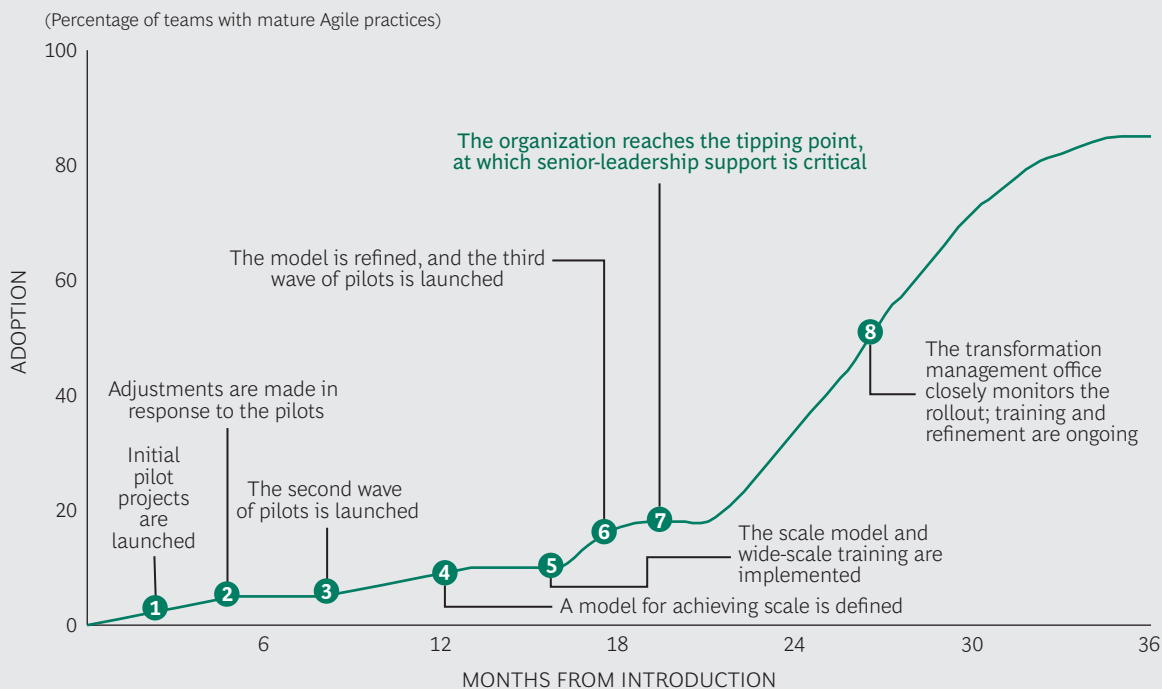 (Percentage of teams with mature Agile practices)
100
80
60
40
20
0
ADOPTION
The organization reaches the tipping point,
at which senior-leadership support is critical
The model is refined, and the third
wave of pilots is launched
Adjustments are made in
response to the pilots
Initial
pilot
projects
are
launched
The second wave
of pilots is launched
The transformation
management office
closely monitors the
rollout; training and
refinement are ongoing
The scale model and
wide-scale training are
implemented
A model for achieving scale is defined
1
2
3
4
5
6
7
8
6
12
18
24
30
36
MONTHS FROM INTRODUCTION